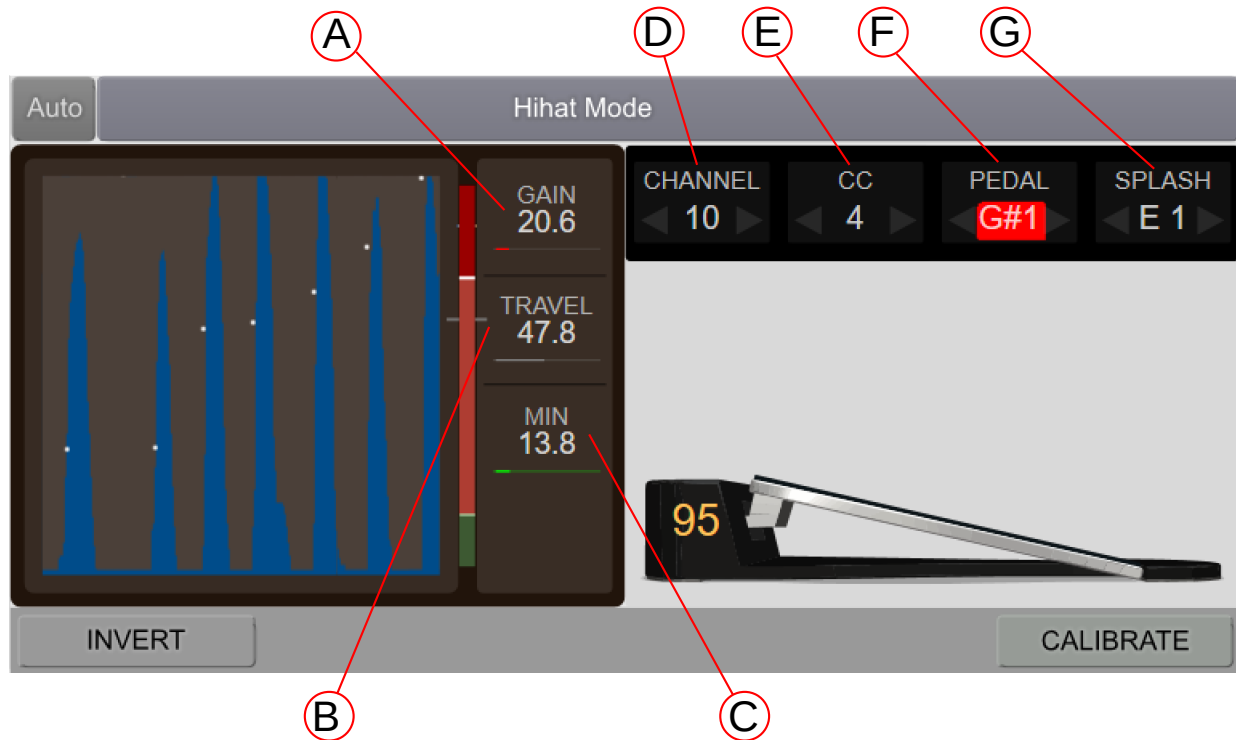 A
D
E
F
G
Auto
Hihat Mode
GAIN
20.6
TRAVEL
47.8
MIN
13.8
CHANNEL
10
CC
4
PEDAL
G#1
SPLASH
E 1
95
INVERT
CALIBRATE
B
C